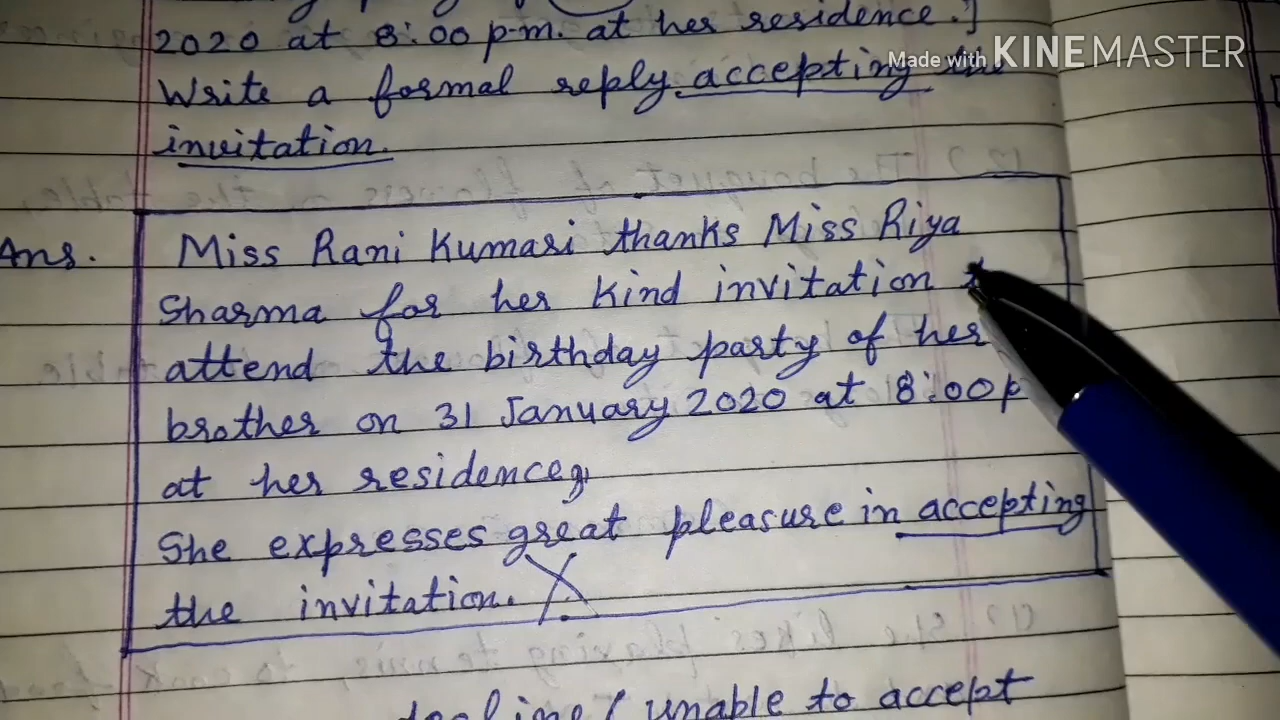 2020 at 8:00 p.m. at her residence.]
Made with KINEMASTER
Write a formal reply, accepting the
invitation.
Ans. Miss Rani Kumari thanks Miss Riya
Sharma for her kind invitation
attend the birthday party of her
brother on 31 January 2020 at 8:00 p
at her residence.
She expresses great pleasure in accepting
the invitation.
decline / unable to accept